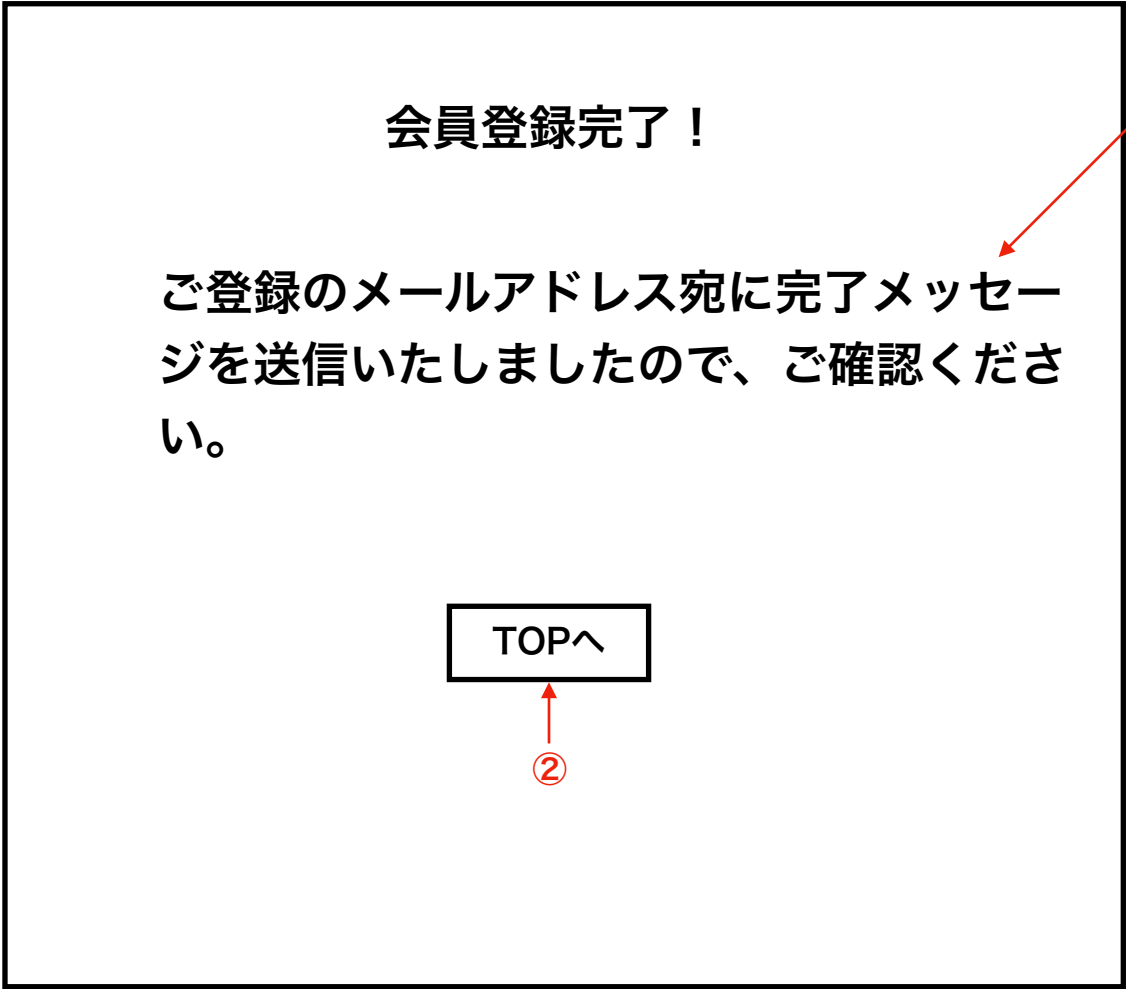 会員登録完了！
ご登録のメールアドレス宛に完了メッセー
ジを送信いたしましたので、ご確認くださ
い。
TOPへ
②